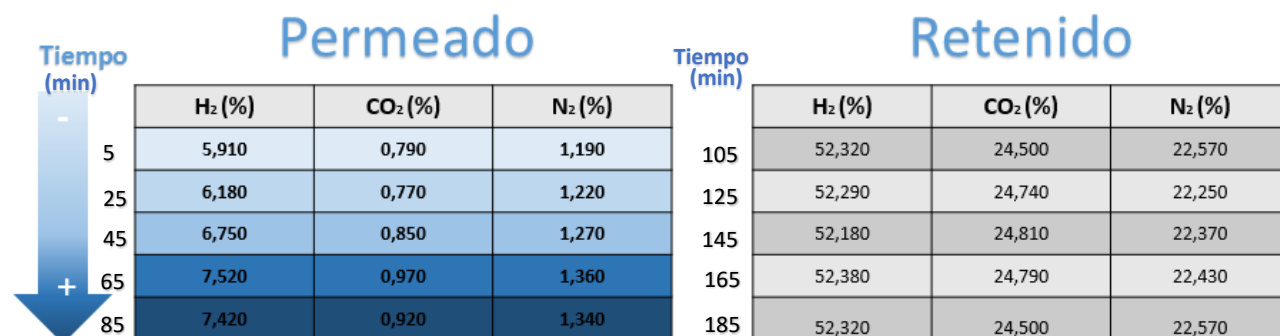 Permeado
Tiempo
(min)
H₂ (%) CO₂ (%) N₂ (%)
-
5 5,910 0,790 1,190
25 6,180 0,770 1,220
45 6,750 0,850 1,270
+ 65 7,520 0,970 1,360
85 7,420 0,920 1,340
Retenido
Tiempo
(min)
H₂ (%) CO₂ (%) N₂ (%)
105 52,320 24,500 22,570
125 52,290 24,740 22,250
145 52,180 24,810 22,370
165 52,380 24,790 22,430
185 52,320 24,500 22,570